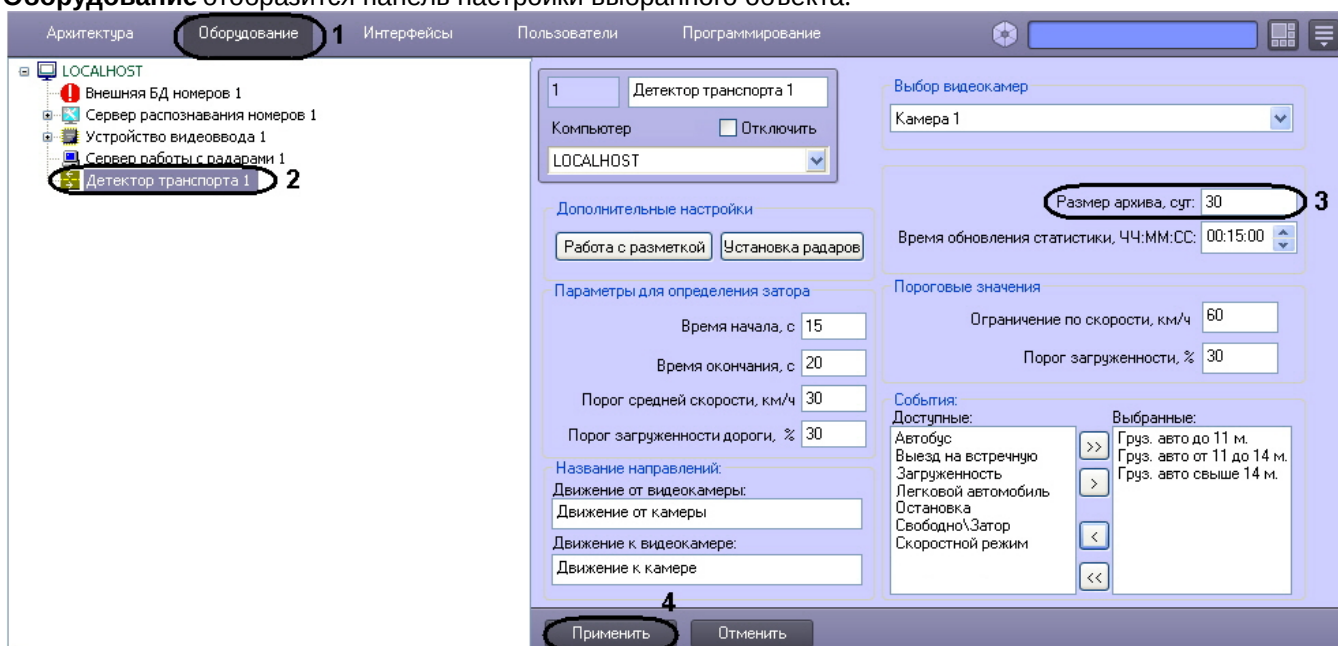 Оборудование отобразится панель настройки выбранного объекта.
Архитектура Оборудование 1 Интерфейсы Пользователи Программирование
LOCALHOST
Внешняя БД номеров 1
Сервер распознавания номеров 1
Устройство видеоввода 1
Сервер работы с радарами 1
Детектор транспорта 1 2
1 Детектор транспорта 1
Компьютер Отключить
LOCALHOST
Дополнительные настройки
Работа с разметкой Установка радаров
Параметры для определения затора
Время начала, с 15
Время окончания, с 20
Порог средней скорости, км/ч 30
Порог загруженности дороги, % 30
Название направлений:
Движение от видеокамеры:
Движение от камеры
Движение к видеокамере:
Движение к камере
Выбор видеокамер
Камера 1
Размер архива, сут: 30 3
Время обновления статистики, ЧЧ:ММ:СС: 00:15:00
Пороговые значения
Ограничение по скорости, км/ч 60
Порог загруженности, % 30
События:
Доступные:
Автобус
Выезд на встречную
Загруженность
Легковой автомобиль
Остановка
Свободно\Затор
Скоростной режим
>>
>
<
<<
Выбранные:
Груз. авто до 11 м.
Груз. авто от 11 до 14 м.
Груз. авто свыше 14 м.
4
Применить Отменить